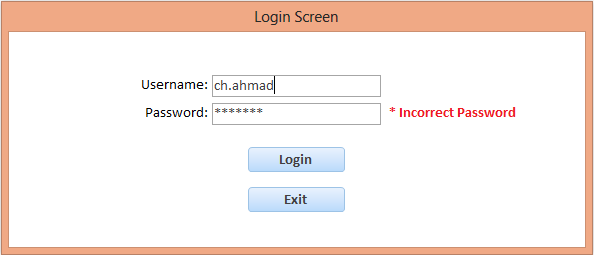 Login Screen
Username: ch.ahmad
Password: ******* * Incorrect Password
Login
Exit